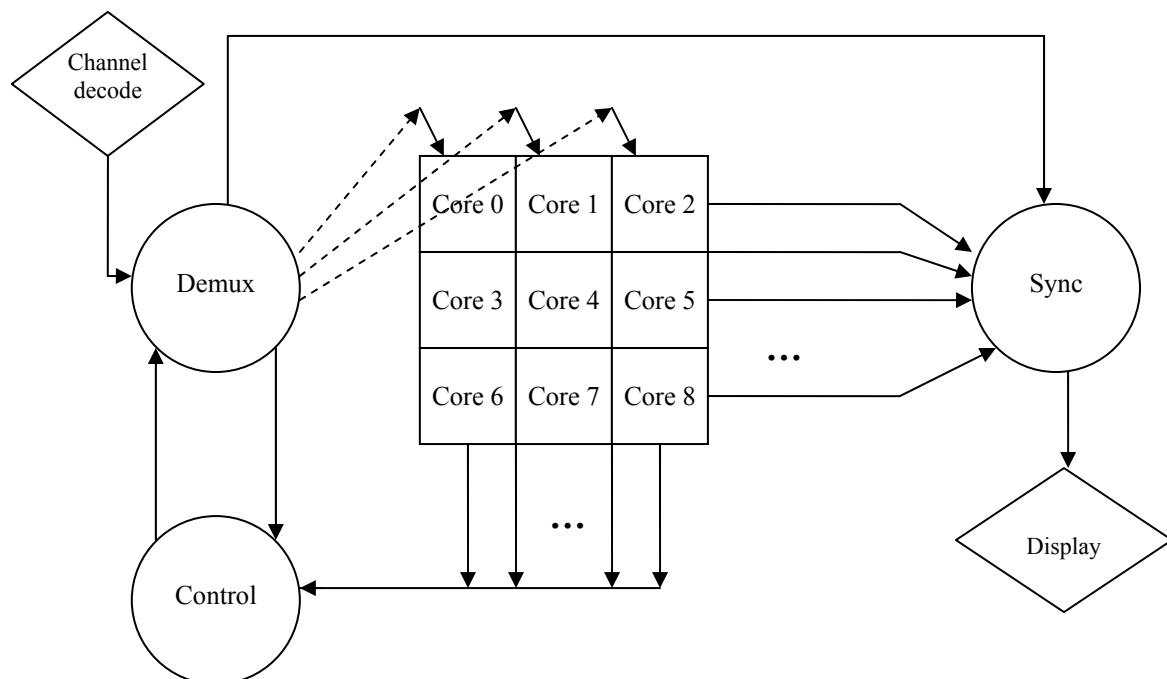 Channel
decode
Core 0
Core 1
Core 2
Demux
Core 3
Core 4
Core 5
Sync
...
Core 6
Core 7
Core 8
...
Display
Control